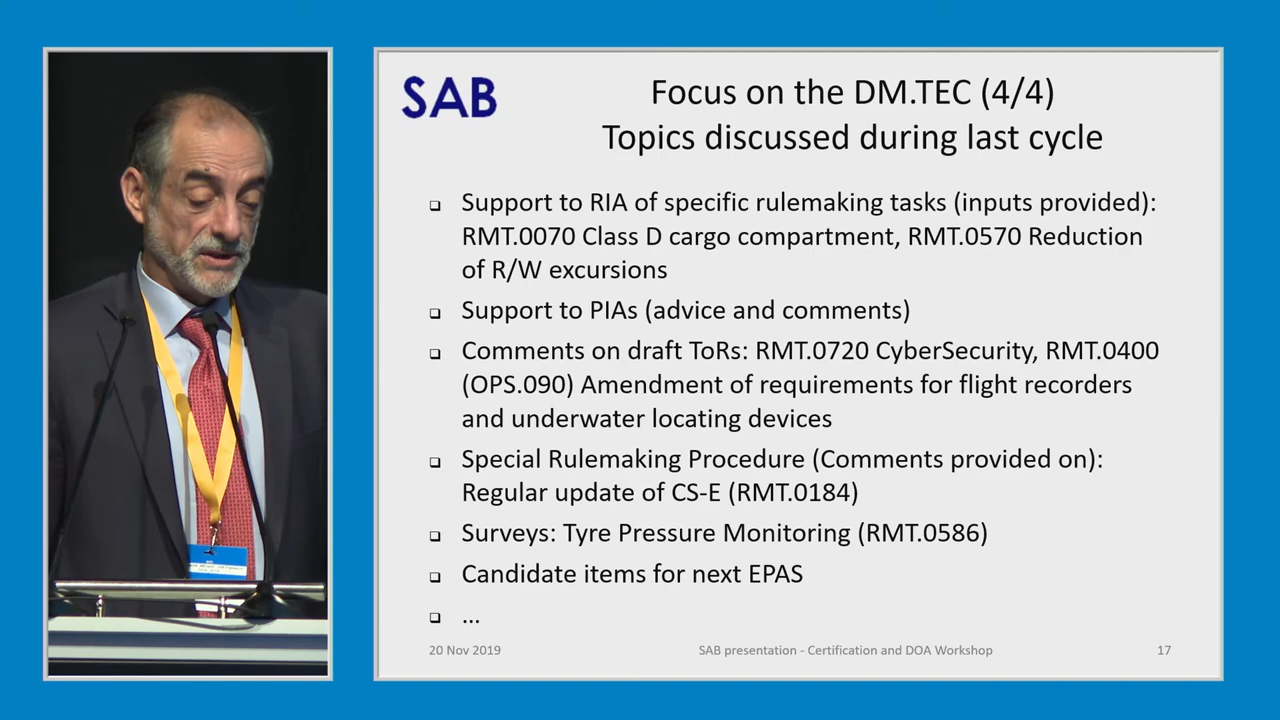 SAB
Focus on the DM.TEC (4/4)
Topics discussed during last cycle
Support to RIA of specific rulemaking tasks (inputs provided):
RMT.0070 Class D cargo compartment, RMT.0570 Reduction
of R/W excursions
Support to PIAs (advice and comments)
Comments on draft ToRs: RMT.0720 CyberSecurity, RMT.0400
(OPS.090) Amendment of requirements for flight recorders
and underwater locating devices
Special Rulemaking Procedure (Comments provided on):
Regular update of CS-E (RMT.0184)
Surveys: Tyre Pressure Monitoring (RMT.0586)
Candidate items for next EPAS
...
20 Nov 2019
SAB presentation - Certification and DOA Workshop
17